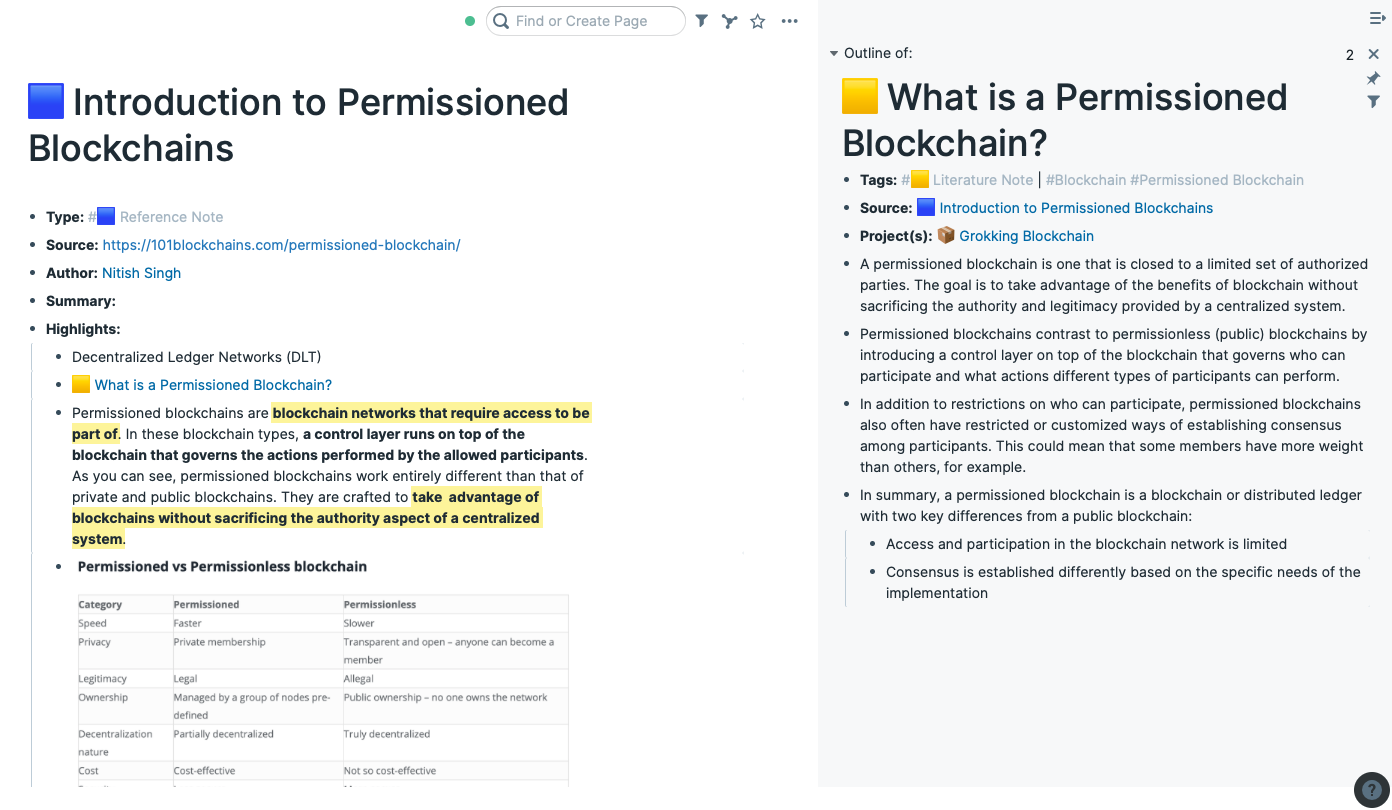 Find or Create Page
Introduction to Permissioned
Blockchains
Type: # Reference Note
Source: https://101blockchains.com/permissioned-blockchain/
Author: Nitish Singh
Summary:
Highlights:
Decentralized Ledger Networks (DLT)
What is a Permissioned Blockchain?
Permissioned blockchains are blockchain networks that require access to be
part of. In these blockchain types, a control layer runs on top of the
blockchain that governs the actions performed by the allowed participants.
As you can see, permissioned blockchains work entirely different than that of
private and public blockchains. They are crafted to take advantage of
blockchains without sacrificing the authority aspect of a centralized
system.
Permissioned vs Permissionless blockchain
Category Permissioned Permissionless
Speed Faster Slower
Privacy Private membership Transparent and open – anyone can become a
member
Legitimacy Legal Allegal
Ownership Managed by a group of nodes pre- Public ownership – no one owns the network
defined
Decentralization Partially decentralized Truly decentralized
nature
Cost Cost-effective Not so cost-effective
Outline of:
2
What is a Permissioned
Blockchain?
Tags: # Literature Note | #Blockchain #Permissioned Blockchain
Source: Introduction to Permissioned Blockchains
Project(s): Grokking Blockchain
A permissioned blockchain is one that is closed to a limited set of authorized
parties. The goal is to take advantage of the benefits of blockchain without
sacrificing the authority and legitimacy provided by a centralized system.
Permissioned blockchains contrast to permissionless (public) blockchains by
introducing a control layer on top of the blockchain that governs who can
participate and what actions different types of participants can perform.
In addition to restrictions on who can participate, permissioned blockchains
also often have restricted or customized ways of establishing consensus
among participants. This could mean that some members have more weight
than others, for example.
In summary, a permissioned blockchain is a blockchain or distributed ledger
with two key differences from a public blockchain:
Access and participation in the blockchain network is limited
Consensus is established differently based on the specific needs of the
implementation
?